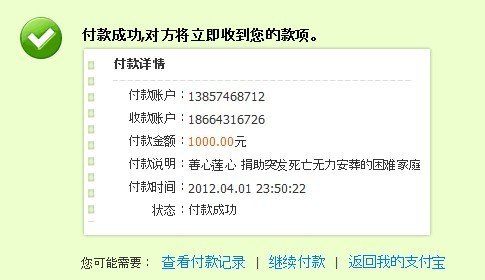 付款成功,对方将立即收到您的款项。
付款详情
付款账户：13857468712
收款账户：18664316726
付款金额：1000.00元
付款说明：善心莲心 捐助突发死亡无力安葬的困难家庭
付款时间：2012.04.01 23:50:22
状态：付款成功
您可能需要： 查看付款记录 | 继续付款 | 返回我的支付宝